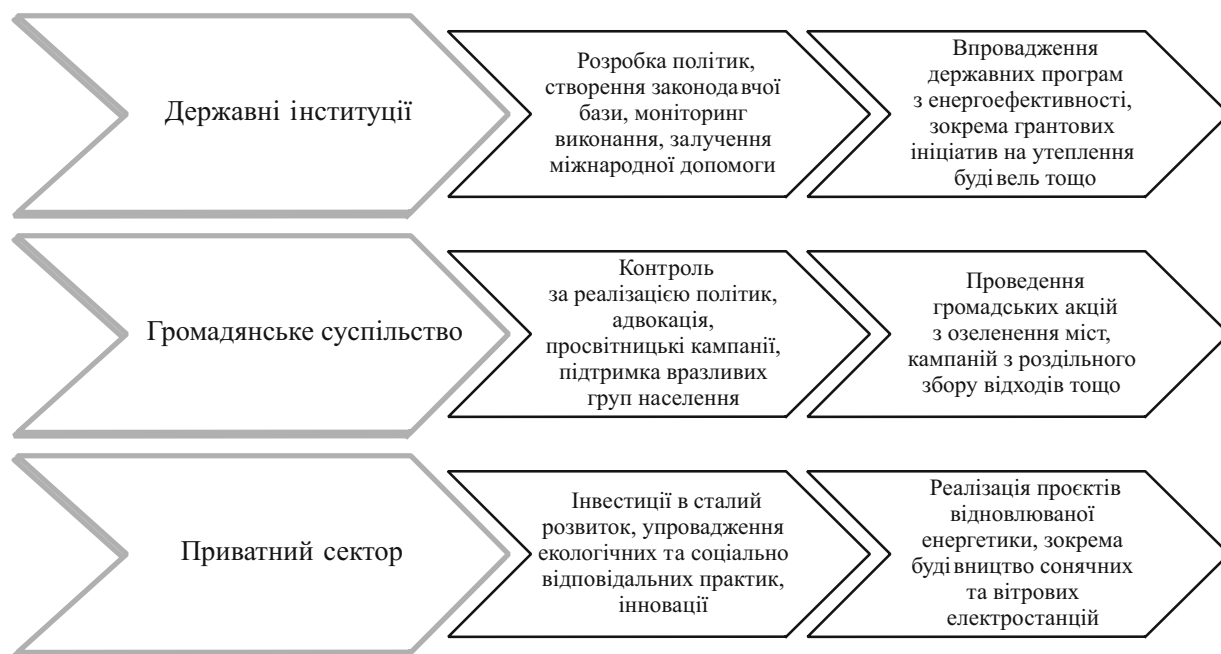 Державні інституції
Розробка політик,
створення законодавчої
бази, моніторинг
виконання, залучення
міжнародної допомоги
Впровадження
державних програм
з енергоефективності,
зокрема грантових
ініціатив на утеплення
будівель тощо
Громадянське суспільство
Контроль
за реалізацією політик,
адвокація,
просвітницькі кампанії,
підтримка вразливих
груп населення
Проведення
громадських акцій
з озеленення міст,
кампаній з роздільного
збору відходів тощо
Приватний сектор
Інвестиції в сталий
розвиток, упровадження
екологічних та соціально
відповідальних практик,
інновації
Реалізація проєктів
відновлюваної
енергетики, зокрема
будівництво сонячних
та вітрових
електростанцій